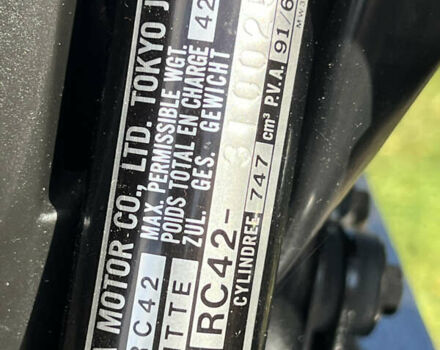 MOTOR CO., LTD. TOKYO J
MAX. PERMISSIBLE WGT.
POIDS TOTAL EN CHARGE
ZUL. GES. GEWICHT
42
RC42
TTE
RC42-
CYLINDREE 747 cm³ P.V.A. 91/6
MW3